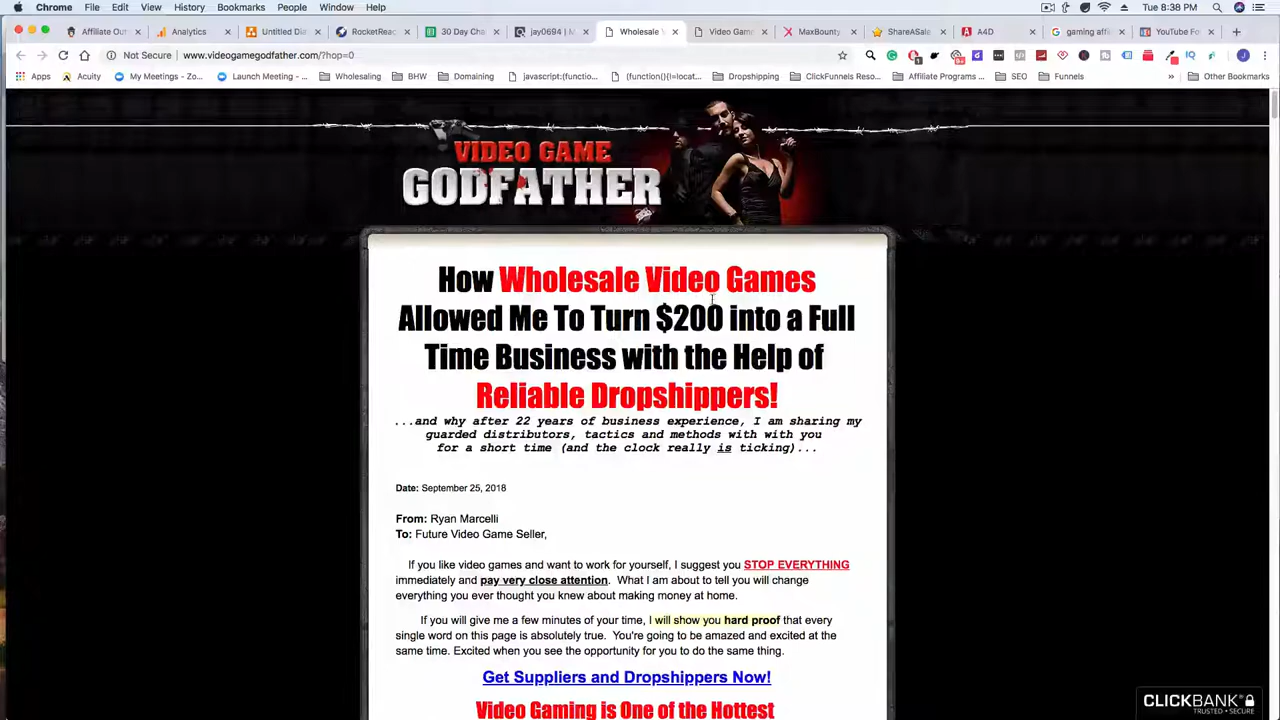 Chrome File Edit View History Bookmarks People Window Help Tue 8:38 PM
Affiliate Out Analytics Untitled Dia RocketReac 30 Day Cha jay0694 | M Wholesale V Video Game MaxBounty ShareASale A4D gaming affil YouTube Fo
Not Secure www.videogamegodfather.com/?hop=0
Apps Acuity My Meetings - Zo... Launch Meeting - ... Wholesaling BHW Domaining javascript:(functio... (function(){!=locat... Dropshipping ClickFunnels Reso... Affiliate Programs ... SEO Funnels » Other Bookmarks
VIDEO GAME
GODFATHER
How Wholesale Video Games
Allowed Me To Turn $200 into a Full
Time Business with the Help of
Reliable Dropshippers!
...and why after 22 years of business experience, I am sharing my
guarded distributors, tactics and methods with with you
for a short time (and the clock really is ticking)...
Date: September 25, 2018
From: Ryan Marcelli
To: Future Video Game Seller,
If you like video games and want to work for yourself, I suggest you STOP EVERYTHING
immediately and pay very close attention. What I am about to tell you will change
everything you ever thought you knew about making money at home.
If you will give me a few minutes of your time, I will show you hard proof that every
single word on this page is absolutely true. You're going to be amazed and excited at the
same time. Excited when you see the opportunity for you to do the same thing.
Get Suppliers and Dropshippers Now!
Video Gaming is One of the Hottest
CLICKBANK
TRUSTED • SECURE